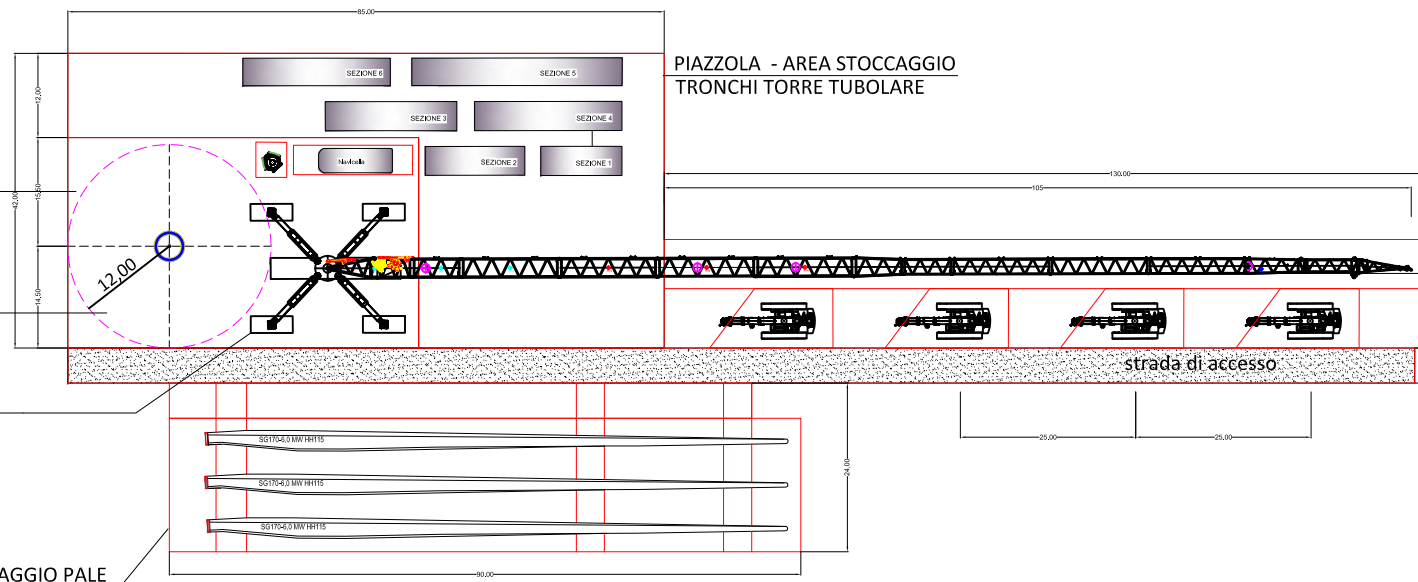 85.00
PIAZZOLA - AREA STOCCAGGIO
TRONCHI TORRE TUBOLARE
SEZIONE 6
SEZIONE 5
12,00
SEZIONE 3
SEZIONE 4
Navicella
SEZIONE 2
SEZIONE 1
42,00
15,50
130.00
105
12,00
14,50
strada di accesso
SG170-6,0 MW HH115
25.00
25.00
24.00
SG170-6,0 MW HH115
SG170-6,0 MW HH115
AGGIO PALE
90.00